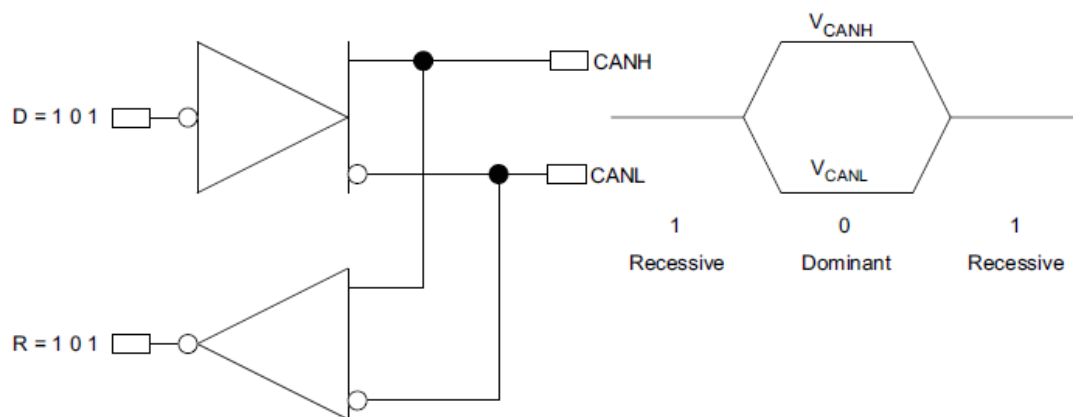 V_CANH
CANH
D = 1 0 1
CANL
V_CANL
1 0 1
Recessive Dominant Recessive
R = 1 0 1